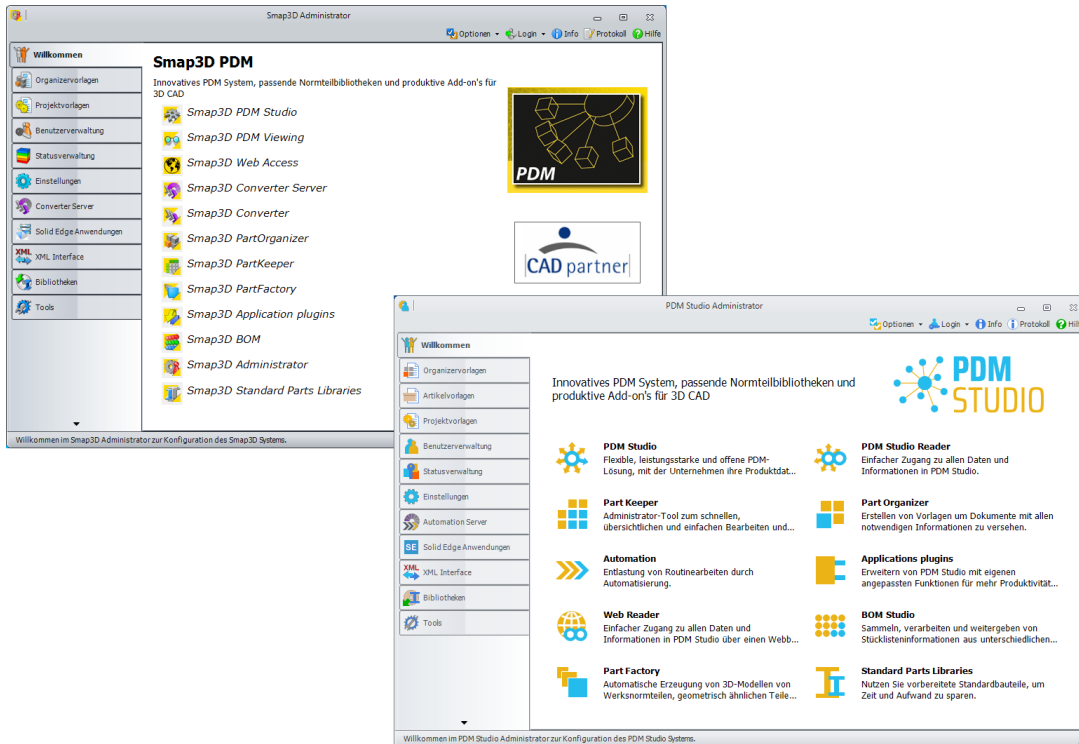 Smap3D Administrator
Optionen Login Info Protokoll Hilfe
Willkommen
Organizervorlagen
Projektvorlagen
Benutzerverwaltung
Statusverwaltung
Einstellungen
Converter Server
Solid Edge Anwendungen
XML XML Interface
Bibliotheken
Tools
Smap3D PDM
Innovatives PDM System, passende Normteilbibliotheken und produktive Add-on's für
3D CAD
Smap3D PDM Studio
Smap3D PDM Viewing
Smap3D Web Access
Smap3D Converter Server
Smap3D Converter
Smap3D PartOrganizer
Smap3D PartKeeper
Smap3D PartFactory
Smap3D Application plugins
Smap3D BOM
Smap3D Administrator
Smap3D Standard Parts Libraries
PDM
CAD partner
Willkommen im Smap3D Administrator zur Konfiguration des Smap3D Systems.
PDM Studio Administrator
Optionen Login Info Protokoll Hil
Willkommen
Organizervorlagen
Artikelvorlagen
Projektvorlagen
Benutzerverwaltung
Statusverwaltung
Einstellungen
Automation Server
SE Solid Edge Anwendungen
XML XML Interface
Bibliotheken
Tools
Innovatives PDM System, passende Normteilbibliotheken und
produktive Add-on's für 3D CAD
PDM
STUDIO
PDM Studio
Flexible, leistungsstarke und offene PDM-
Lösung, mit der Unternehmen ihre Produktdat...
PDM Studio Reader
Einfacher Zugang zu allen Daten und
Informationen in PDM Studio.
Part Keeper
Administrator-Tool zum schnellen,
übersichtlichen und einfachen Bearbeiten und...
Part Organizer
Erstellen von Vorlagen um Dokumente mit allen
notwendigen Informationen zu versehen.
Automation
Entlastung von Routinearbeiten durch
Automatisierung.
Applications plugins
Erweitern von PDM Studio mit eigenen
angepassten Funktionen für mehr Produktivität...
Web Reader
Einfacher Zugang zu allen Daten und
Informationen in PDM Studio über einen Webb...
BOM Studio
Sammeln, verarbeiten und weitergeben von
Stücklisteninformationen aus unterschiedlichen...
Part Factory
Automatische Erzeugung von 3D-Modellen von
Werksnormteilen, geometrisch ähnlichen Teile...
Standard Parts Libraries
Nutzen Sie vorbereitete Standardbauteile, um
Zeit und Aufwand zu sparen.
Willkommen im PDM Studio Administrator zur Konfiguration des PDM Studio Systems.